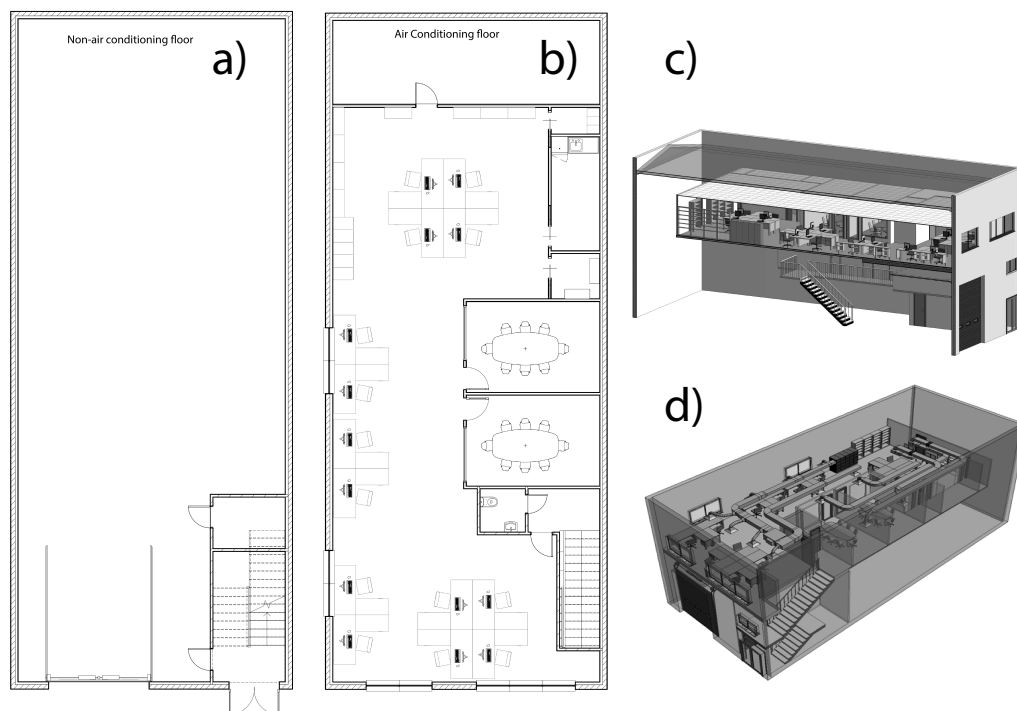 Non-air conditioning floor
a)
Air Conditioning floor
b)
c)
d)